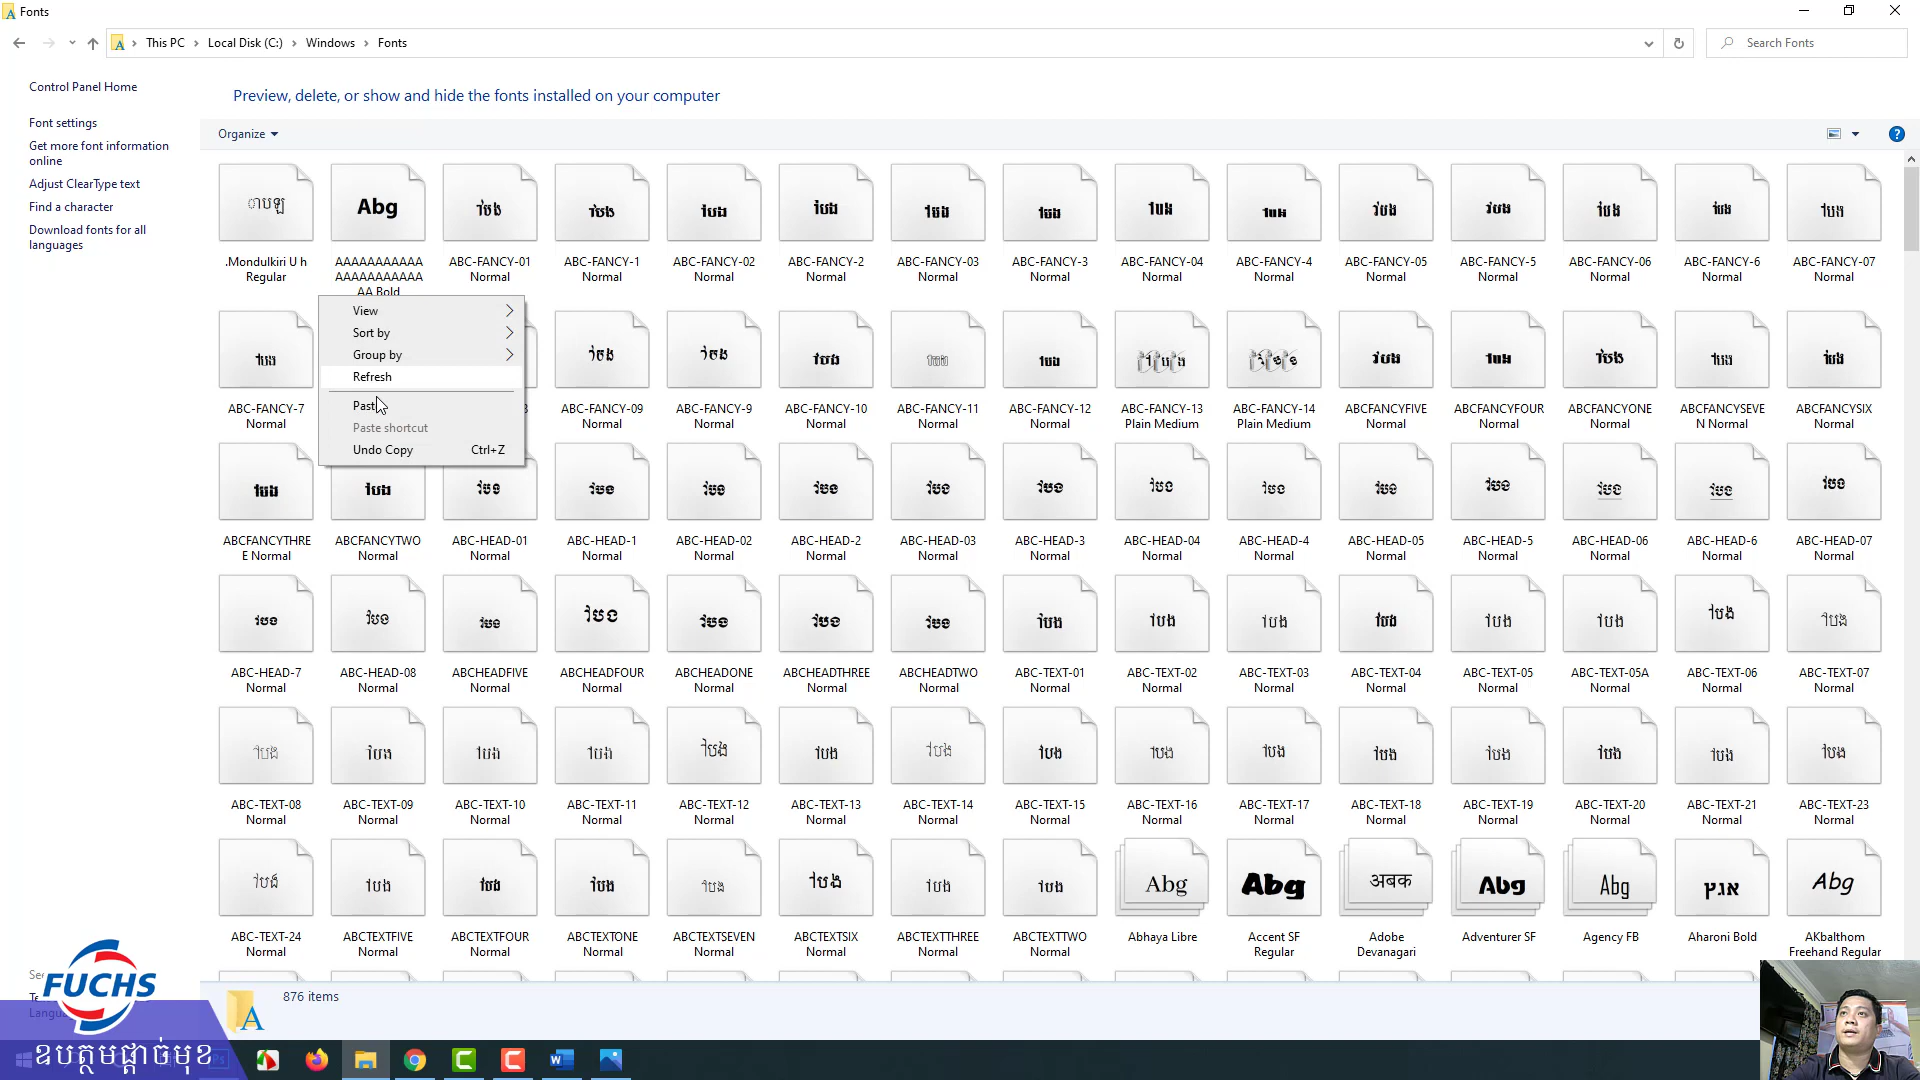 Fonts
This PC
Local Disk (C:)
Windows
Fonts
Search Fonts
Control Panel Home
Font settings
Get more font information
online
Adjust ClearType text
Find a character
Download fonts for all
languages
Preview, delete, or show and hide the fonts installed on your computer
Organize
Abg
.Mondulkiri U h
Regular
AAAAAAAAAAA
AAAAAAAAAAA
AA Bold
ABC-FANCY-01
Normal
ABC-FANCY-1
Normal
ABC-FANCY-02
Normal
ABC-FANCY-2
Normal
ABC-FANCY-03
Normal
ABC-FANCY-3
Normal
ABC-FANCY-04
Normal
ABC-FANCY-4
Normal
ABC-FANCY-05
Normal
ABC-FANCY-5
Normal
ABC-FANCY-06
Normal
ABC-FANCY-6
Normal
ABC-FANCY-07
Normal
View
Sort by
Group by
Refresh
Paste shortcut
Undo Copy Ctrl+Z
ABC-FANCY-7
Normal
ABC-FANCY-09
Normal
ABC-FANCY-9
Normal
ABC-FANCY-10
Normal
ABC-FANCY-11
Normal
ABC-FANCY-12
Normal
ABC-FANCY-13
Plain Medium
ABC-FANCY-14
Plain Medium
ABCFANCYFIVE
Normal
ABCFANCYFOUR
Normal
ABCFANCYONE
Normal
ABCFANCYSEVE
N Normal
ABCFANCYSIX
Normal
ABCFANCYTHRE
E Normal
ABCFANCYTWO
Normal
ABC-HEAD-01
Normal
ABC-HEAD-1
Normal
ABC-HEAD-02
Normal
ABC-HEAD-2
Normal
ABC-HEAD-03
Normal
ABC-HEAD-3
Normal
ABC-HEAD-04
Normal
ABC-HEAD-4
Normal
ABC-HEAD-05
Normal
ABC-HEAD-5
Normal
ABC-HEAD-06
Normal
ABC-HEAD-6
Normal
ABC-HEAD-07
Normal
ABC-HEAD-7
Normal
ABC-HEAD-08
Normal
ABCHEADFIVE
Normal
ABCHEADFOUR
Normal
ABCHEADONE
Normal
ABCHEADTHREE
Normal
ABCHEADTWO
Normal
ABC-TEXT-01
Normal
ABC-TEXT-02
Normal
ABC-TEXT-03
Normal
ABC-TEXT-04
Normal
ABC-TEXT-05
Normal
ABC-TEXT-05A
Normal
ABC-TEXT-06
Normal
ABC-TEXT-07
Normal
ABC-TEXT-08
Normal
ABC-TEXT-09
Normal
ABC-TEXT-10
Normal
ABC-TEXT-11
Normal
ABC-TEXT-12
Normal
ABC-TEXT-13
Normal
ABC-TEXT-14
Normal
ABC-TEXT-15
Normal
ABC-TEXT-16
Normal
ABC-TEXT-17
Normal
ABC-TEXT-18
Normal
ABC-TEXT-19
Normal
ABC-TEXT-20
Normal
ABC-TEXT-21
Normal
ABC-TEXT-23
Normal
Abg
Abg
अबक
Abg
Abg
אגץ
Abg
ABC-TEXT-24
Normal
ABCTEXTFIVE
Normal
ABCTEXTFOUR
Normal
ABCTEXTONE
Normal
ABCTEXTSEVEN
Normal
ABCTEXTSIX
Normal
ABCTEXTTHREE
Normal
ABCTEXTTWO
Normal
Abhaya Libre
Accent SF
Regular
Adobe
Devanagari
Adventurer SF
Agency FB
Aharoni Bold
AKbalthom
Freehand Regular
FUCHS
ឧបត្ថមផ្តាច់មុខ
876 items